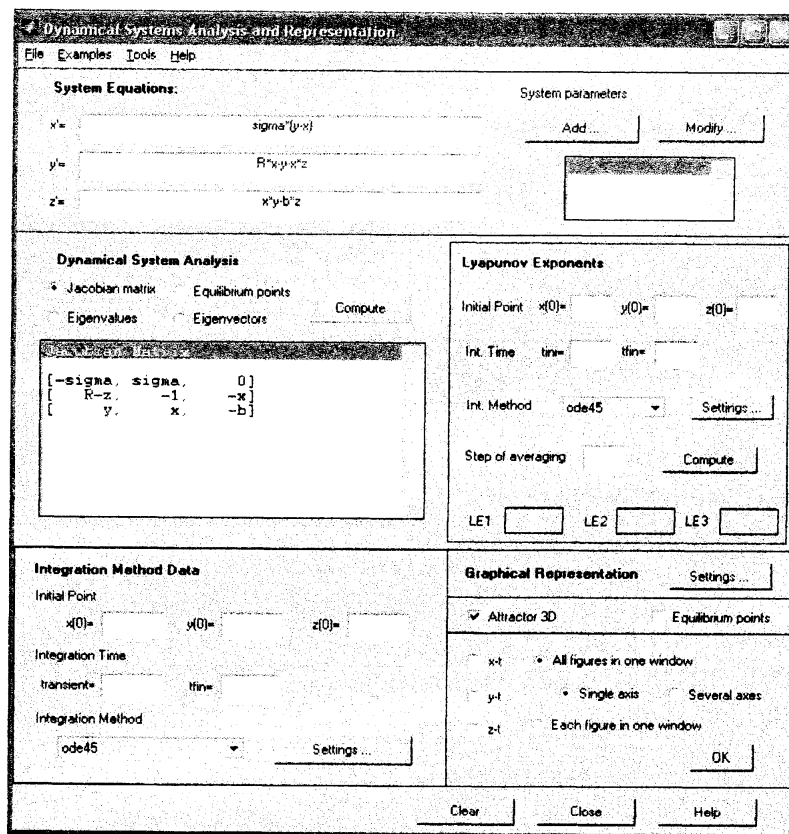 Dynamical Systems Analysis and Representation
File Examples Tools Help
System Equations:
System parameters
x'= sigma*(y-x)
Add ... Modify ...
y'= R*x-y-x*z
z'= x*y-b*z
Dynamical System Analysis
Jacobian matrix Equilibrium points
Eigenvalues Eigenvectors
Compute
Jacobian Matrix
[-sigma, sigma, 0]
[ R-z, -1, -x]
[ y, x, -b]
Lyapunov Exponents
Initial Point x(0)= y(0)= z(0)=
Int. Time tini= tfin=
Int. Method ode45 Settings ...
Step of averaging Compute
LE1 LE2 LE3
Integration Method Data
Initial Point
x(0)= y(0)= z(0)=
Integration Time
transient= tfin=
Integration Method
ode45 Settings ...
Graphical Representation Settings ...
Attractor 3D Equilibrium points
x-t All figures in one window
y-t Single axis Several axes
z-t Each figure in one window
OK
Clear Close Help